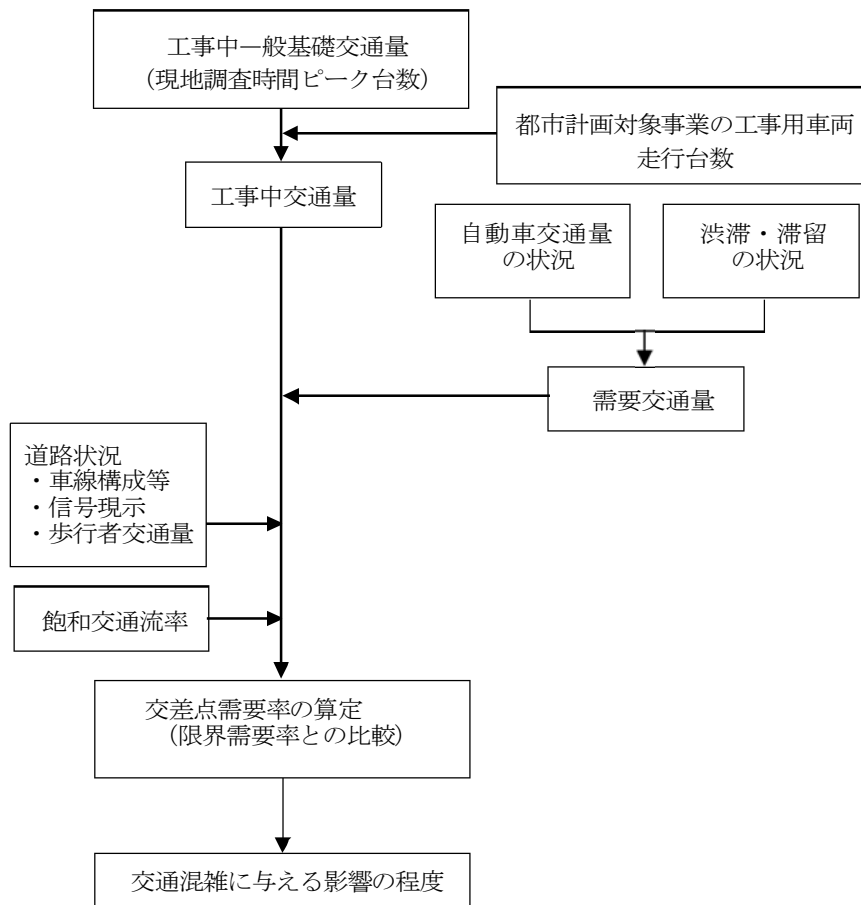 工事中一般基礎交通量
（現地調査時間ピーク台数）
都市計画対象事業の工事用車両
走行台数
工事中交通量
自動車交通量
の状況
渋滞・滞留
の状況
需要交通量
道路状況
・車線構成等
・信号現示
・歩行者交通量
飽和交通流率
交差点需要率の算定
（限界需要率との比較）
交通混雑に与える影響の程度